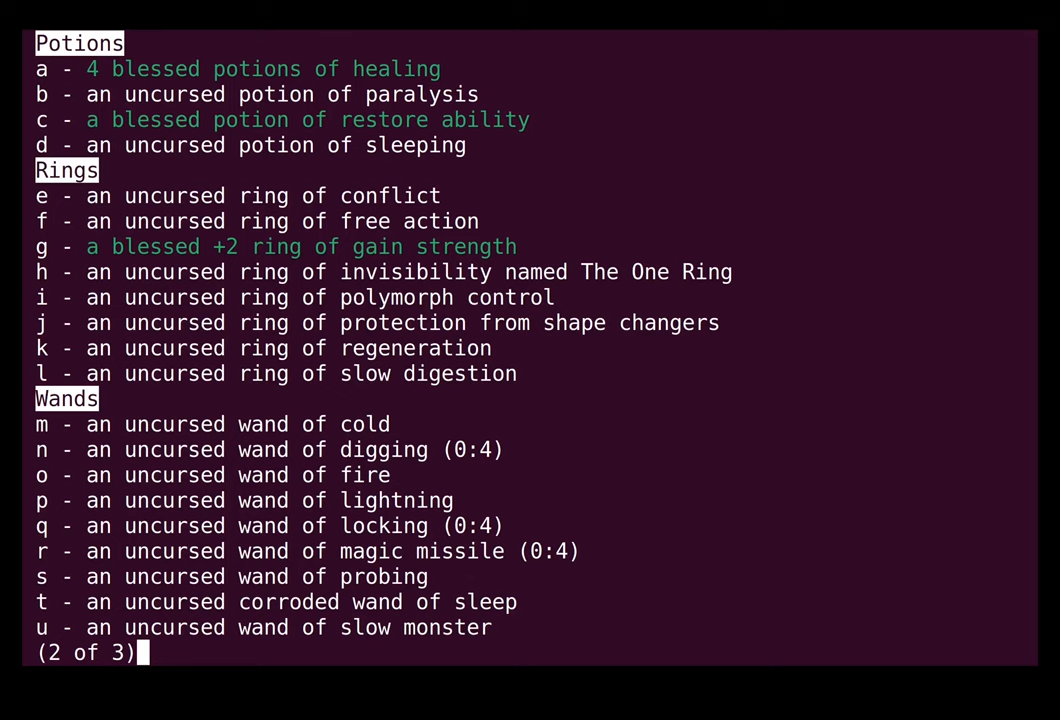 Potions
a - 4 blessed potions of healing
b - an uncursed potion of paralysis
c - a blessed potion of restore ability
d - an uncursed potion of sleeping
Rings
e - an uncursed ring of conflict
f - an uncursed ring of free action
g - a blessed +2 ring of gain strength
h - an uncursed ring of invisibility named The One Ring
i - an uncursed ring of polymorph control
j - an uncursed ring of protection from shape changers
k - an uncursed ring of regeneration
l - an uncursed ring of slow digestion
Wands
m - an uncursed wand of cold
n - an uncursed wand of digging (0:4)
o - an uncursed wand of fire
p - an uncursed wand of lightning
q - an uncursed wand of locking (0:4)
r - an uncursed wand of magic missile (0:4)
s - an uncursed wand of probing
t - an uncursed corroded wand of sleep
u - an uncursed wand of slow monster
(2 of 3)